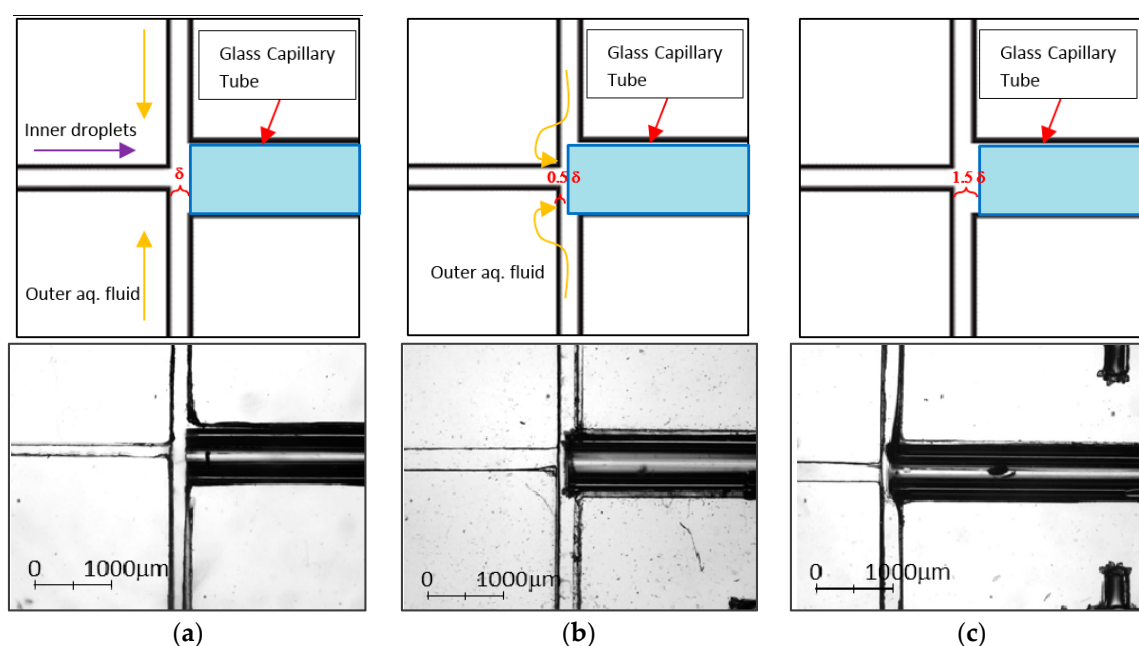 Glass Capillary
Tube
Inner droplets
δ
Outer aq. fluid
Glass Capillary
Tube
0.5 δ
Outer aq. fluid
Glass Capillary
Tube
1.5 δ
0 1000μm
0 1000μm
0 1000μm
(a)
(b)
(c)